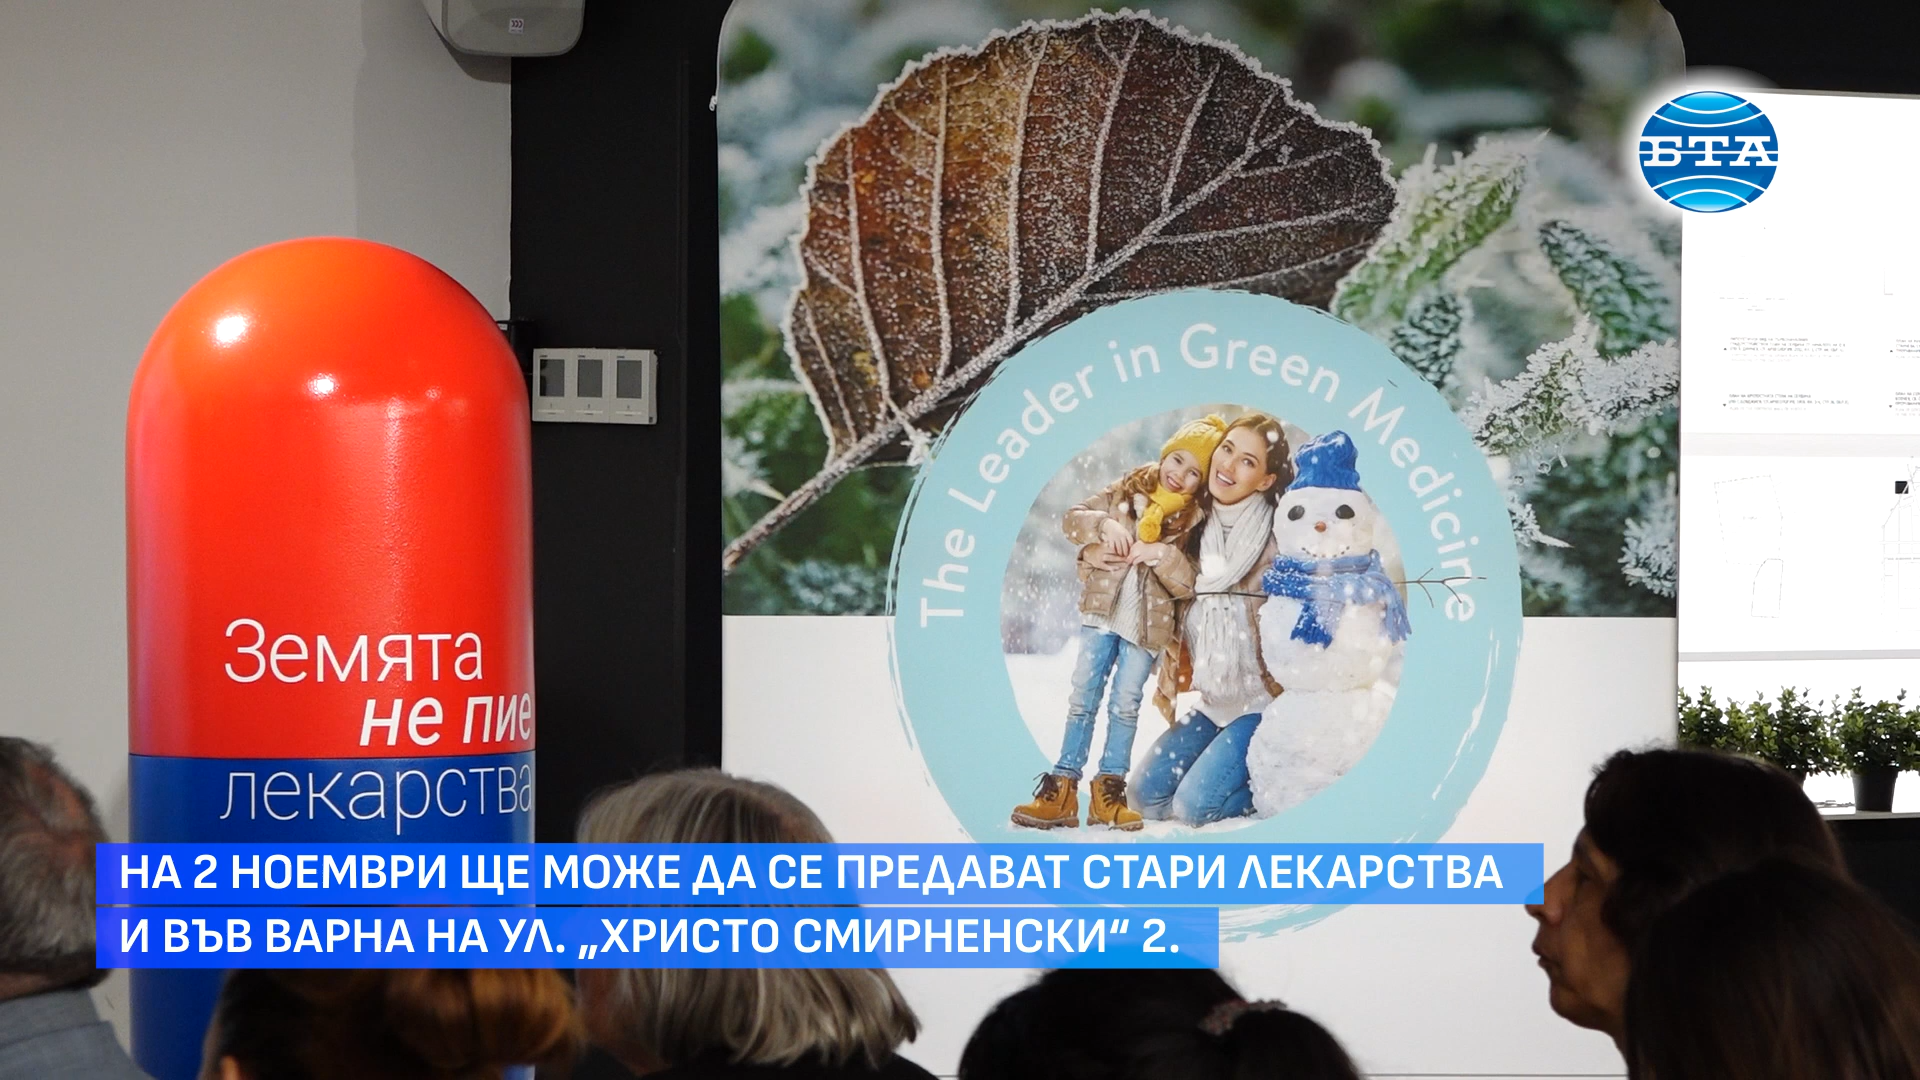 БТА
The Leader in Green Medicine
Земята
не пие
лекарства
НА 2 НОЕМВРИ ЩЕ МОЖЕ ДА СЕ ПРЕДАВАТ СТАРИ ЛЕКАРСТВА
И ВЪВ ВАРНА НА УЛ. „ХРИСТО СМИРНЕНСКИ“ 2.